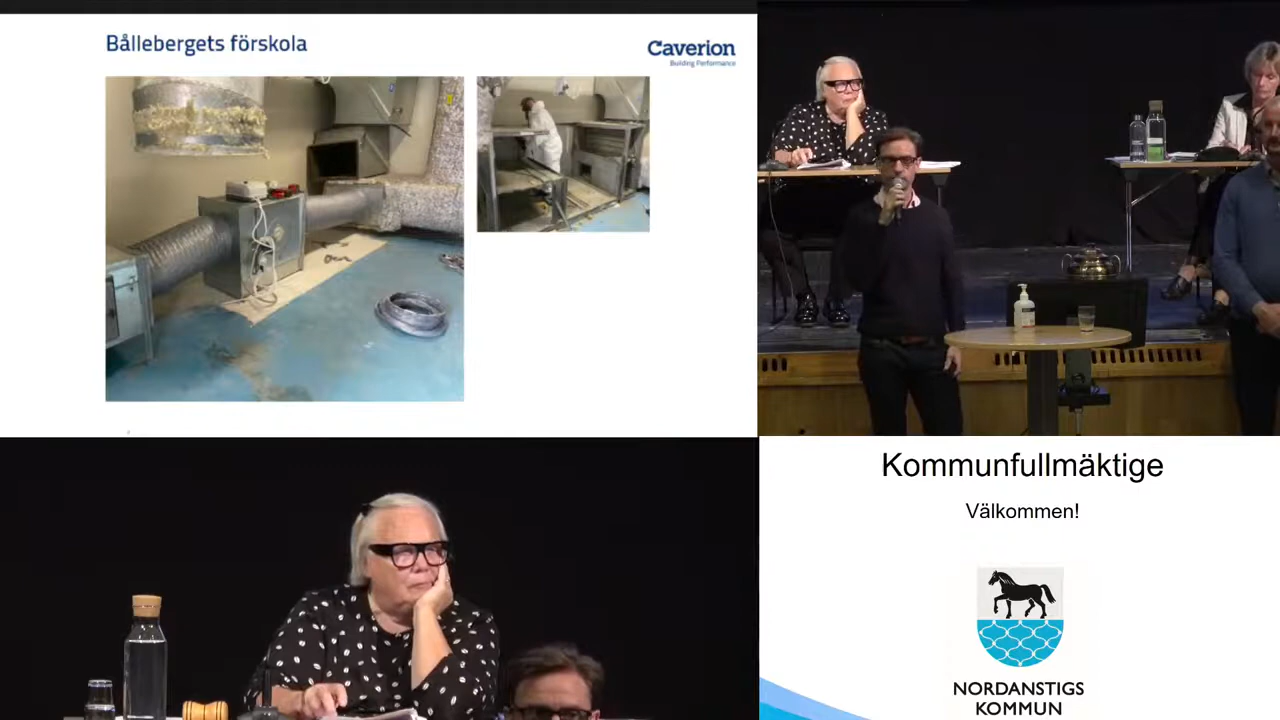 Bållebergets förskola
Caverion
Building Performance
Kommunfullmäktige
Välkommen!
NORDANSTIGS
KOMMUN